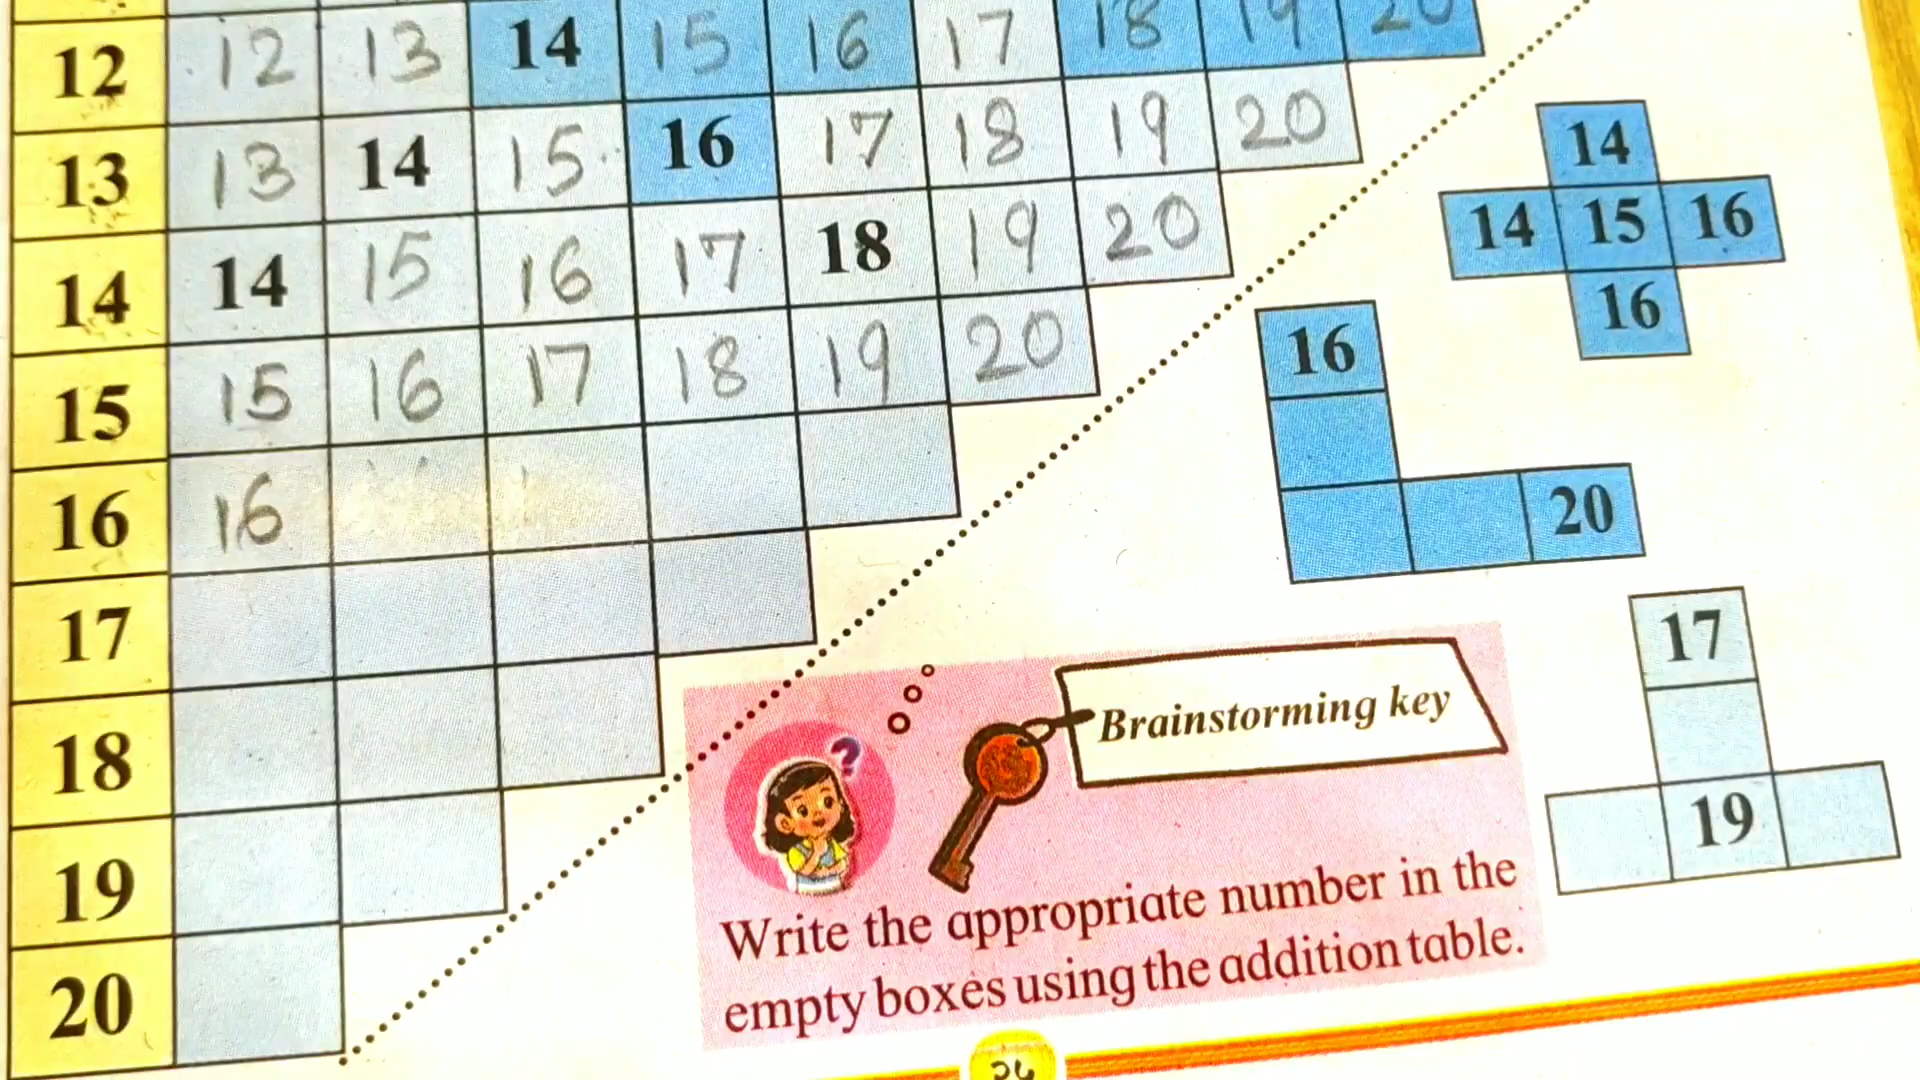 12 12 13 14 15 16 17 18 19 20
13 13 14 15 16 17 18 19 20
14 14 15 16 17 18 19 20
15 15 16 17 18 19 20
16 16
17
18
19
20
14
14 15 16
16
16
20
17
19
?
Brainstorming key
Write the appropriate number in the
empty boxes using the addition table.